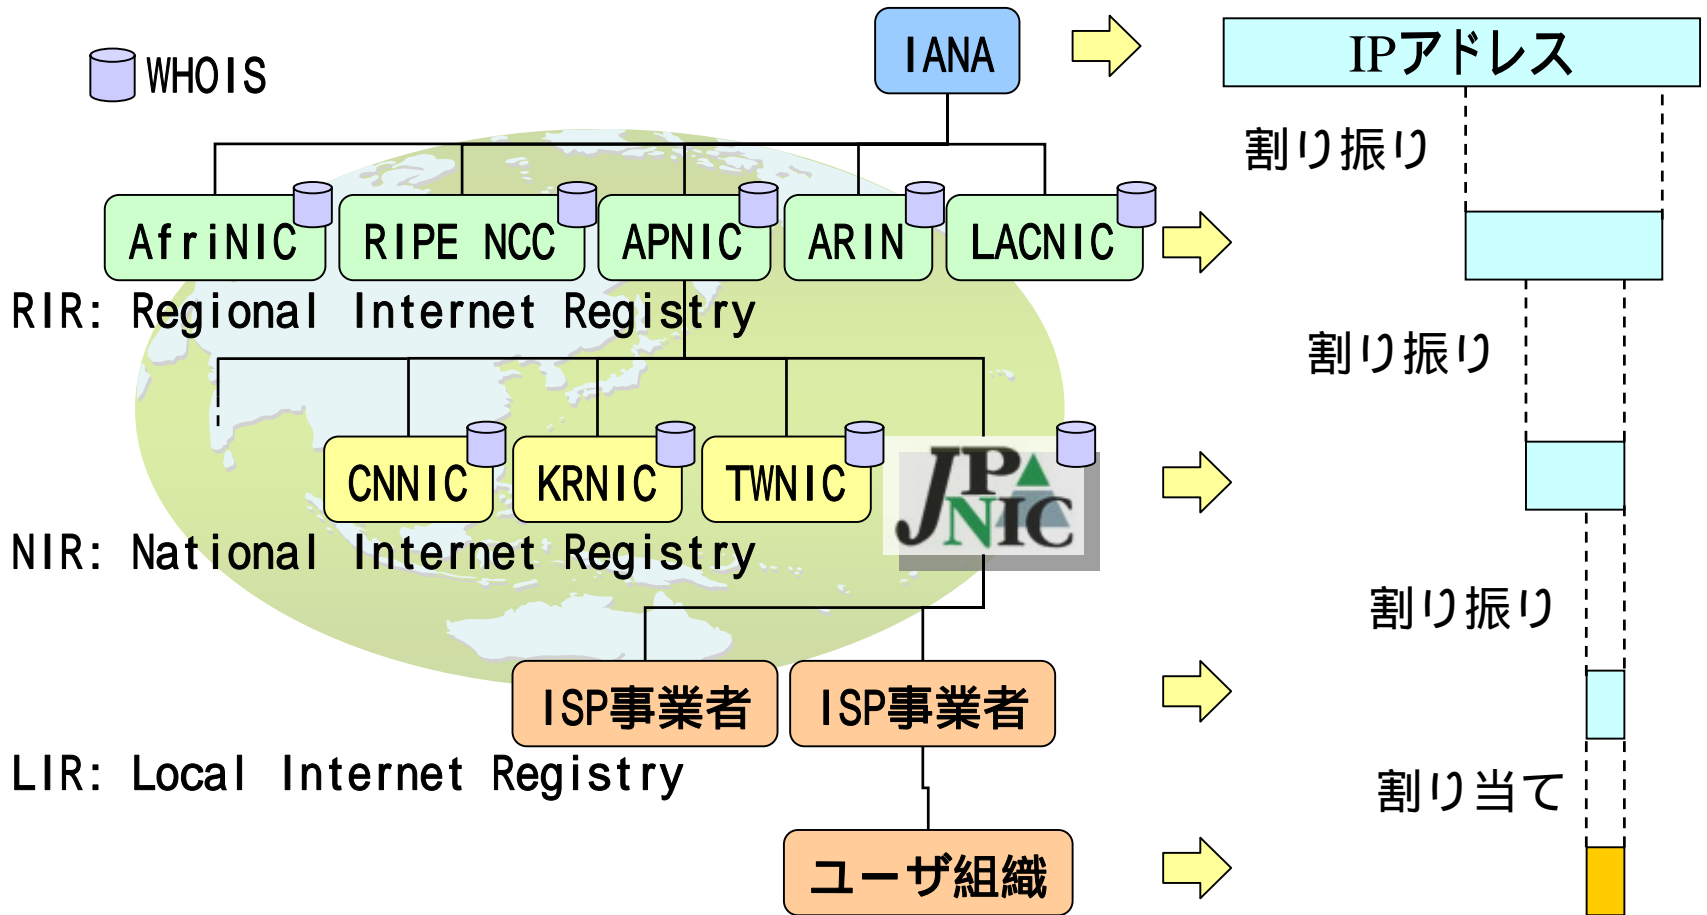 IANA
IPアドレス
WHOIS
割り振り
AfriNIC
RIPE NCC
APNIC
ARIN
LACNIC
RIR: Regional Internet Registry
割り振り
CNNIC
KRNIC
TWNIC
JPNIC
NIR: National Internet Registry
割り振り
ISP事業者
ISP事業者
LIR: Local Internet Registry
割り当て
ユーザ組織